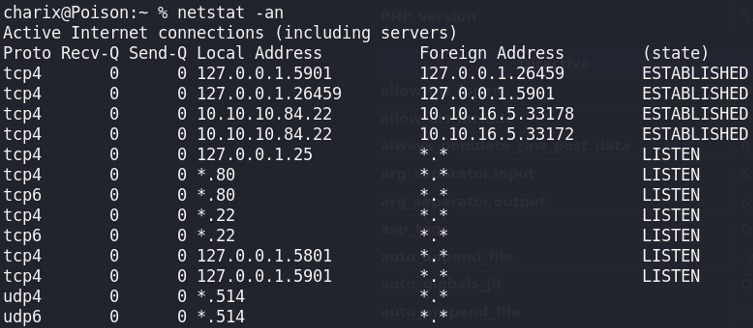 charix@Poison:~ % netstat -an
Active Internet connections (including servers)
Proto Recv-Q Send-Q Local Address          Foreign Address        (state)
tcp4       0      0 127.0.0.1.5901         127.0.0.1.26459        ESTABLISHED
tcp4       0      0 127.0.0.1.26459        127.0.0.1.5901         ESTABLISHED
tcp4       0      0 10.10.10.84.22         10.10.16.5.33178       ESTABLISHED
tcp4       0      0 10.10.10.84.22         10.10.16.5.33172       ESTABLISHED
tcp4       0      0 127.0.0.1.25           *.*                    LISTEN
tcp4       0      0 *.80                   *.*                    LISTEN
tcp6       0      0 *.80                   *.*                    LISTEN
tcp4       0      0 *.22                   *.*                    LISTEN
tcp6       0      0 *.22                   *.*                    LISTEN
tcp4       0      0 127.0.0.1.5801         *.*                    LISTEN
tcp4       0      0 127.0.0.1.5901         *.*                    LISTEN
udp4       0      0 *.514                  *.*
udp6       0      0 *.514                  *.*
PHP Version
arg_separator.input
arg_separator.output